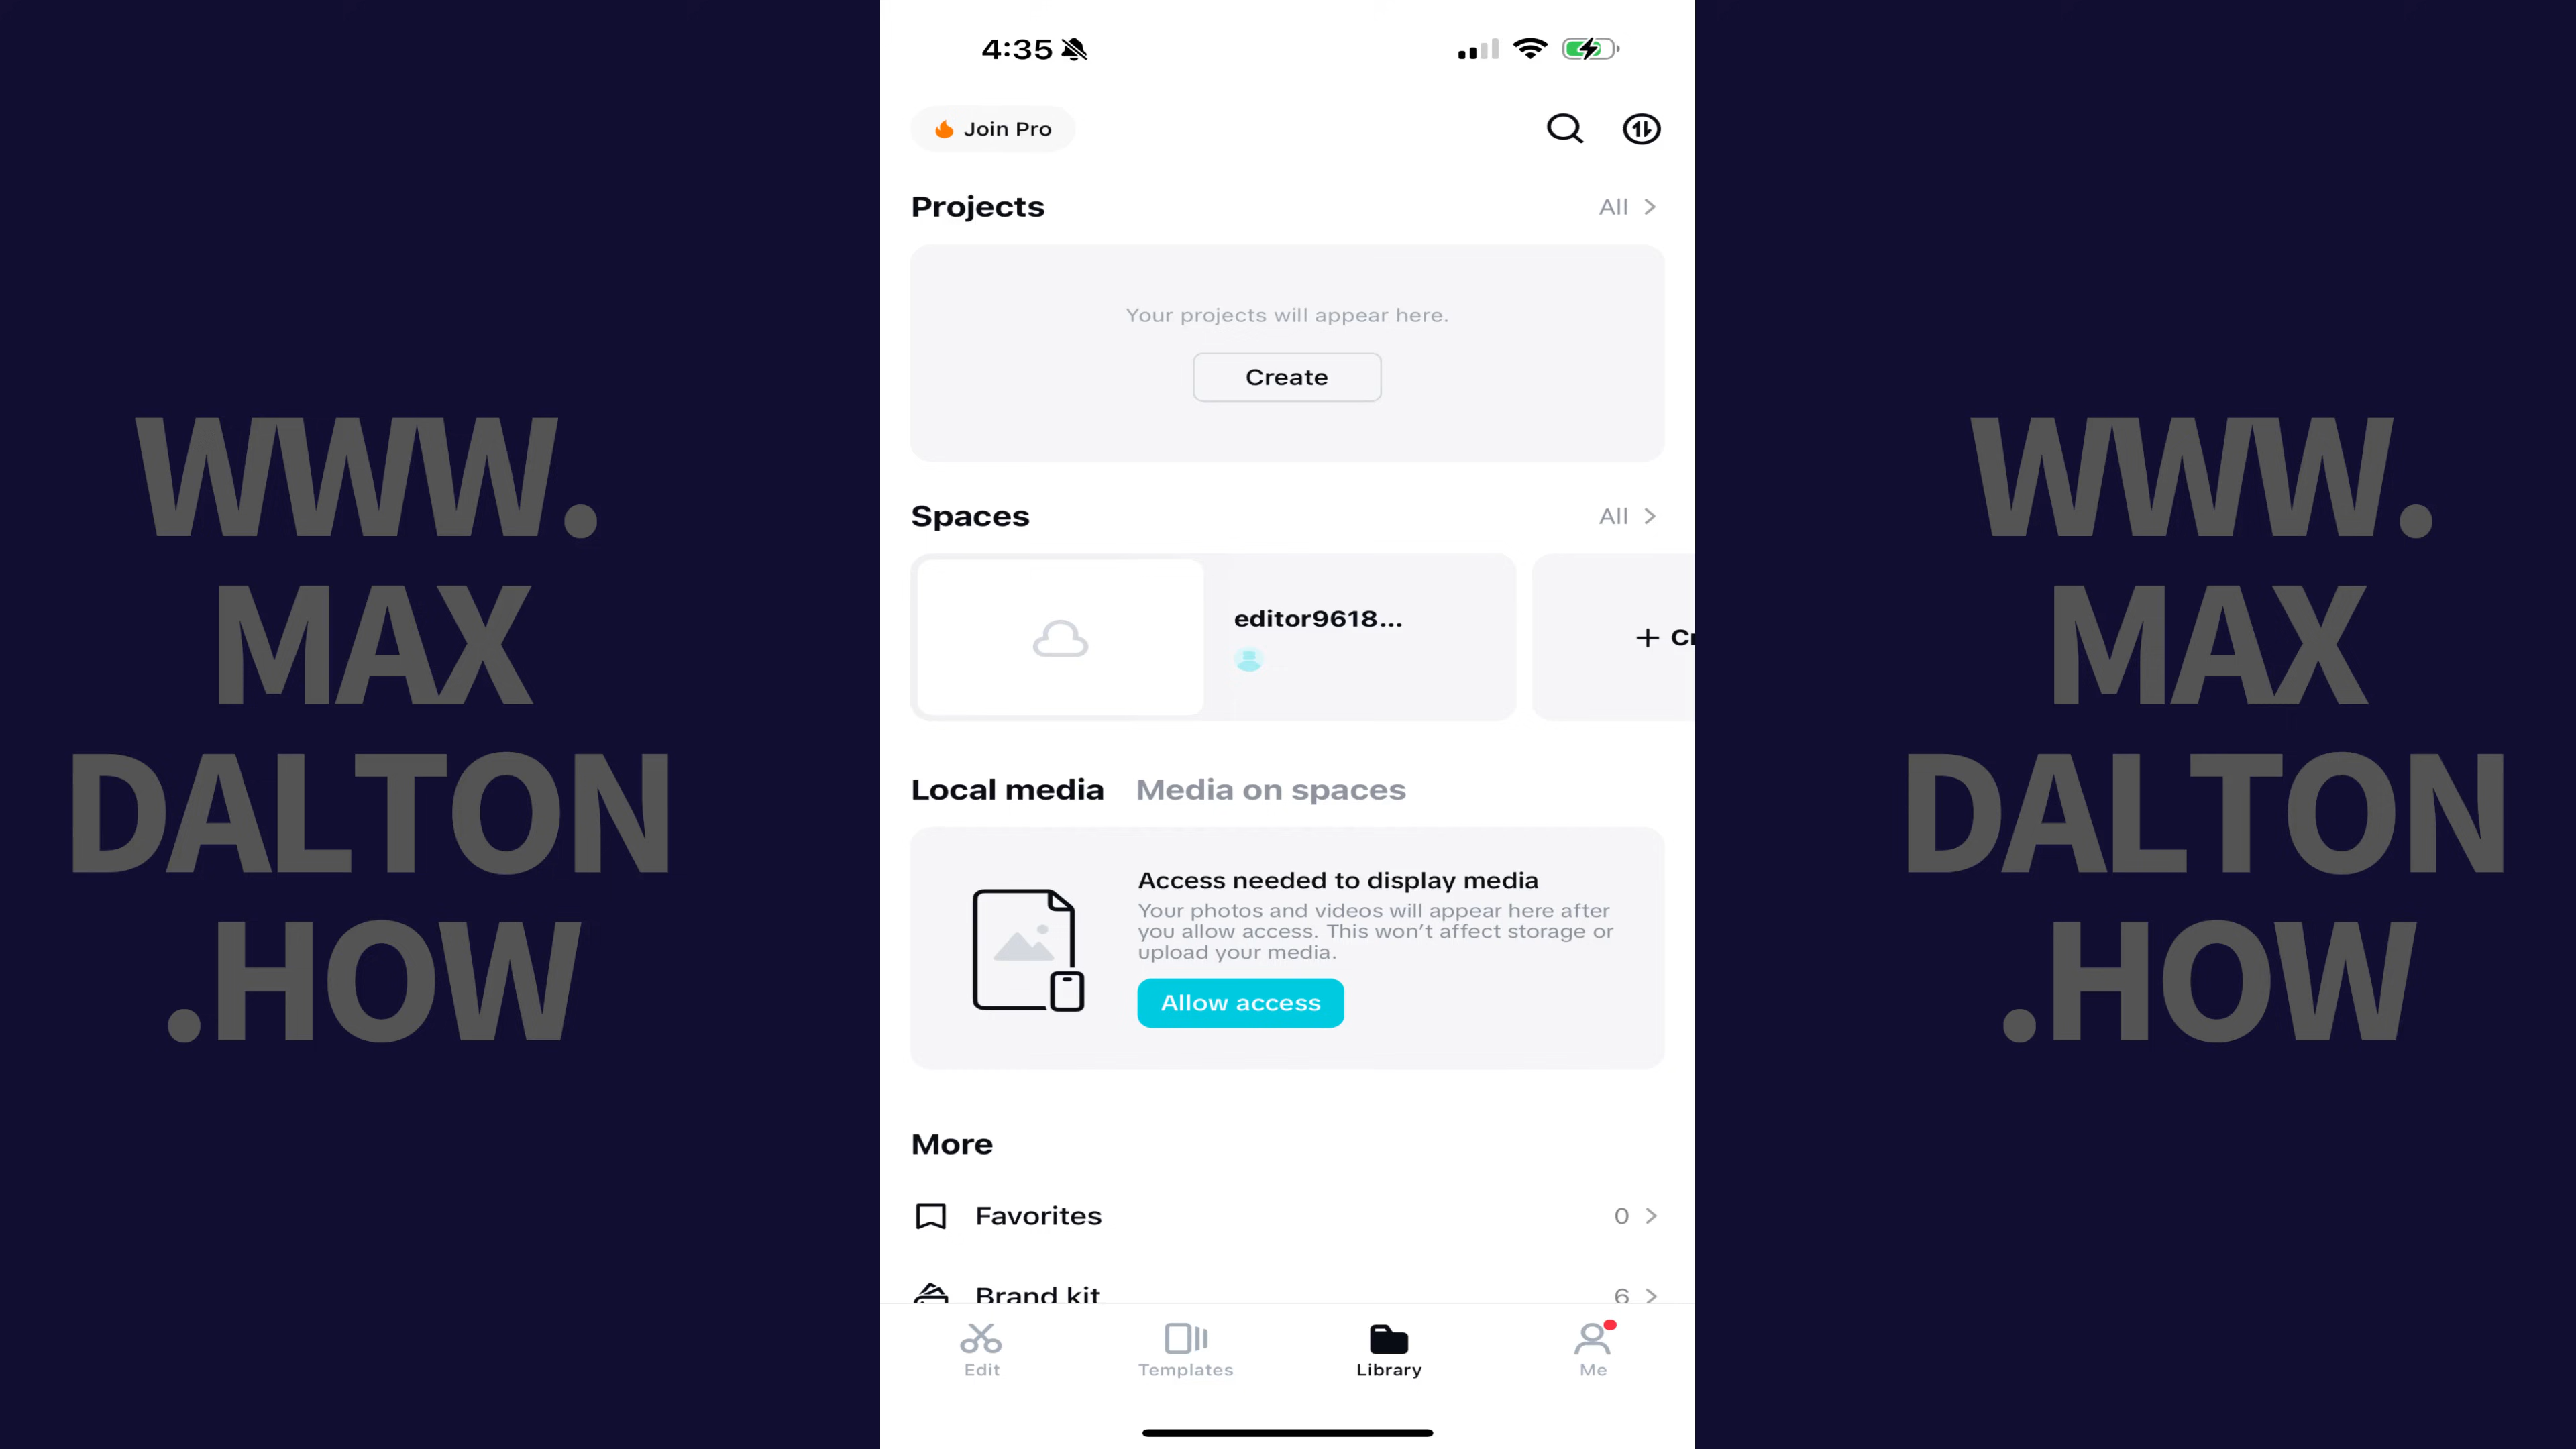 WWW.
MAX
DALTON
.HOW
4:35
Join Pro
Projects
All
Your projects will appear here.
Create
Spaces
All
editor9618...
+ Cr
Local media
Media on spaces
Access needed to display media
Your photos and videos will appear here after
you allow access. This won't affect storage or
upload your media.
Allow access
More
Favorites
0
Brand kit
6
Edit
Templates
Library
Me
WWW.
MAX
DALTON
.HOW